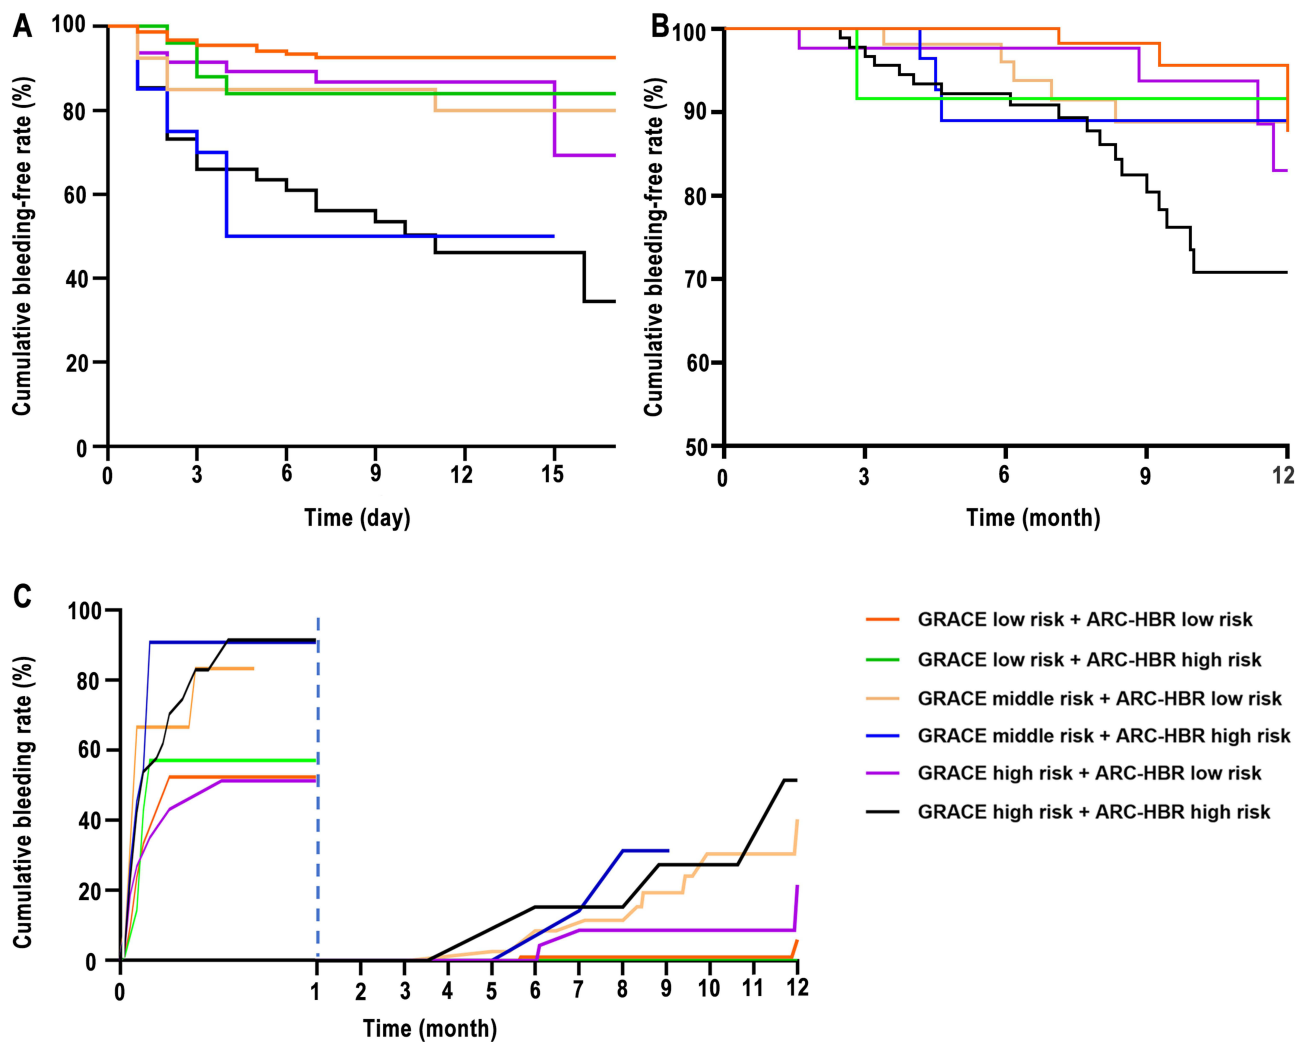 A
100
80
60
40
20
0
Cumulative bleeding-free rate (%)
0 3 6 9 12 15
Time (day)
B
100
90
80
70
60
50
Cumulative bleeding-free rate (%)
0 3 6 9 12
Time (month)
C
100
80
60
40
20
0
Cumulative bleeding rate (%)
0 1 2 3 4 5 6 7 8 9 10 11 12
Time (month)
GRACE low risk + ARC-HBR low risk
GRACE low risk + ARC-HBR high risk
GRACE middle risk + ARC-HBR low risk
GRACE middle risk + ARC-HBR high risk
GRACE high risk + ARC-HBR low risk
GRACE high risk + ARC-HBR high risk